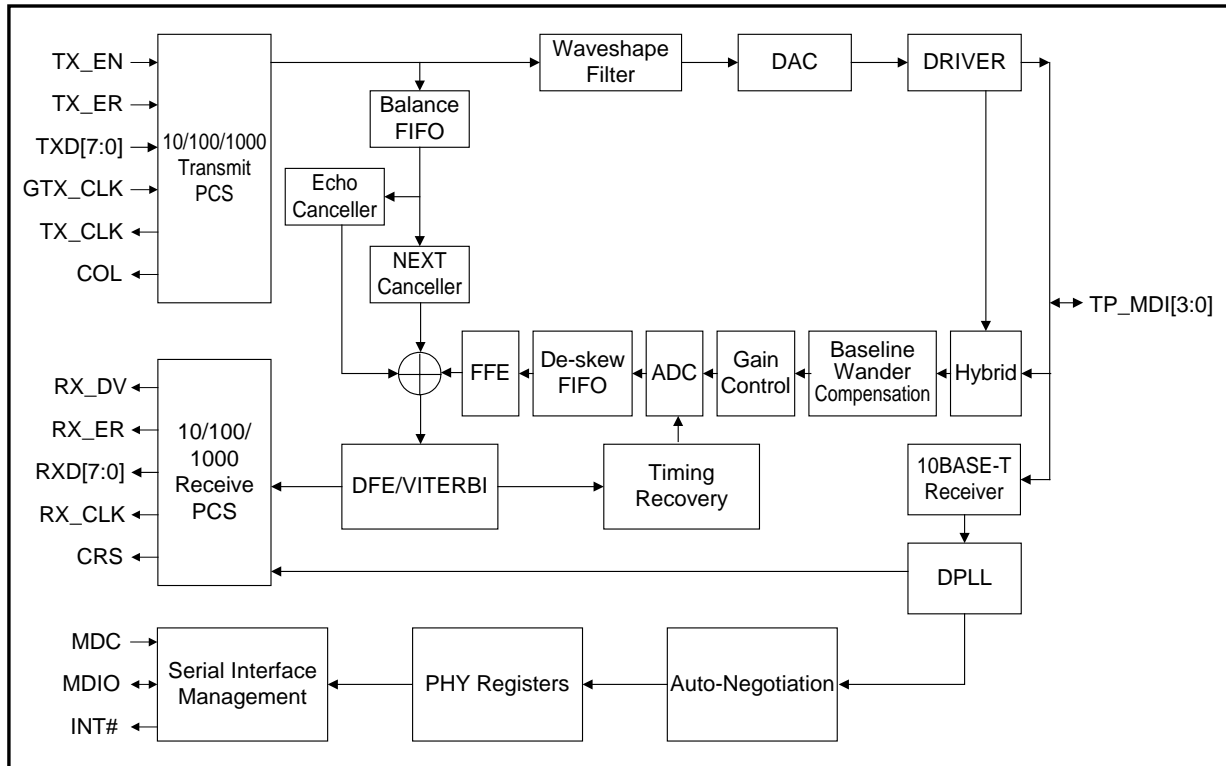 TX_EN
TX_ER
TXD[7:0]
GTX_CLK
TX_CLK
COL
10/100/1000
Transmit
PCS
Waveshape
Filter
DAC
DRIVER
Balance
FIFO
Echo
Canceller
NEXT
Canceller
TP_MDI[3:0]
FFE
De-skew
FIFO
ADC
Gain
Control
Baseline
Wander
Compensation
Hybrid
RX_DV
RX_ER
RXD[7:0]
RX_CLK
CRS
10/100/
1000
Receive
PCS
DFE/VITERBI
Timing
Recovery
10BASE-T
Receiver
DPLL
MDC
MDIO
INT#
Serial Interface
Management
PHY Registers
Auto-Negotiation